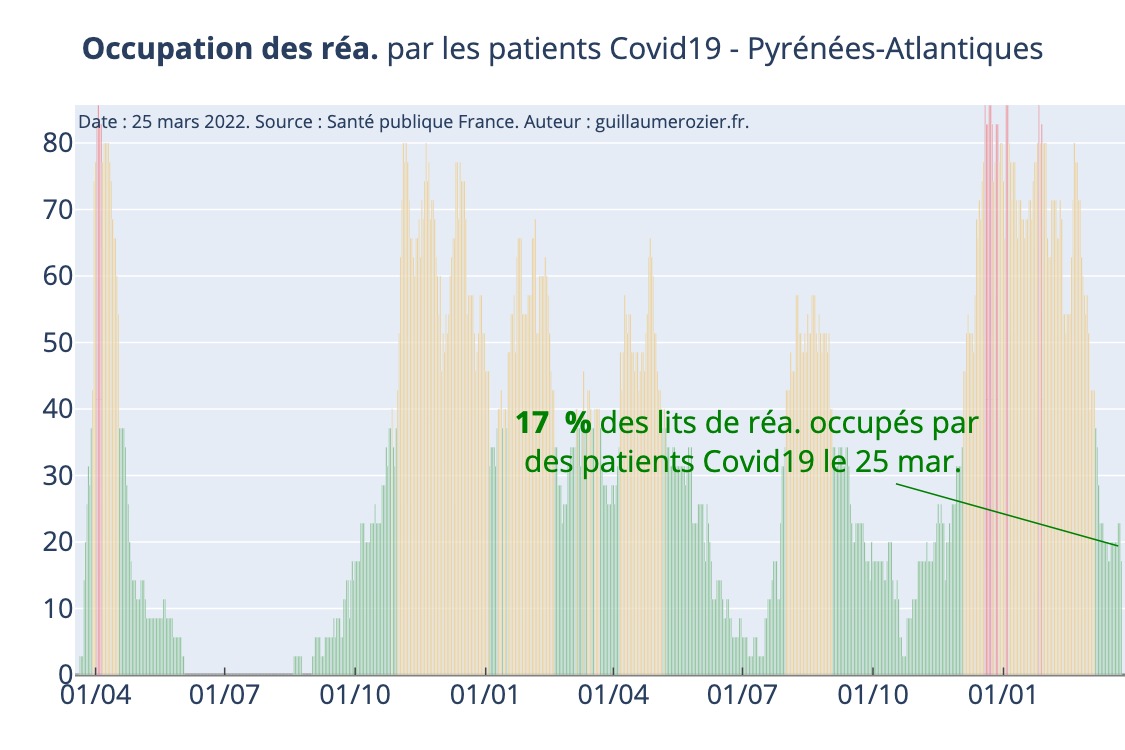 Occupation des réa. par les patients Covid19 - Pyrénées-Atlantiques
Date : 25 mars 2022. Source : Santé publique France. Auteur : guillaumerozier.fr.
80
70
60
50
40
17 % des lits de réa. occupés par
des patients Covid19 le 25 mar.
30
20
10
0
01/04 01/07 01/10 01/01 01/04 01/07 01/10 01/01